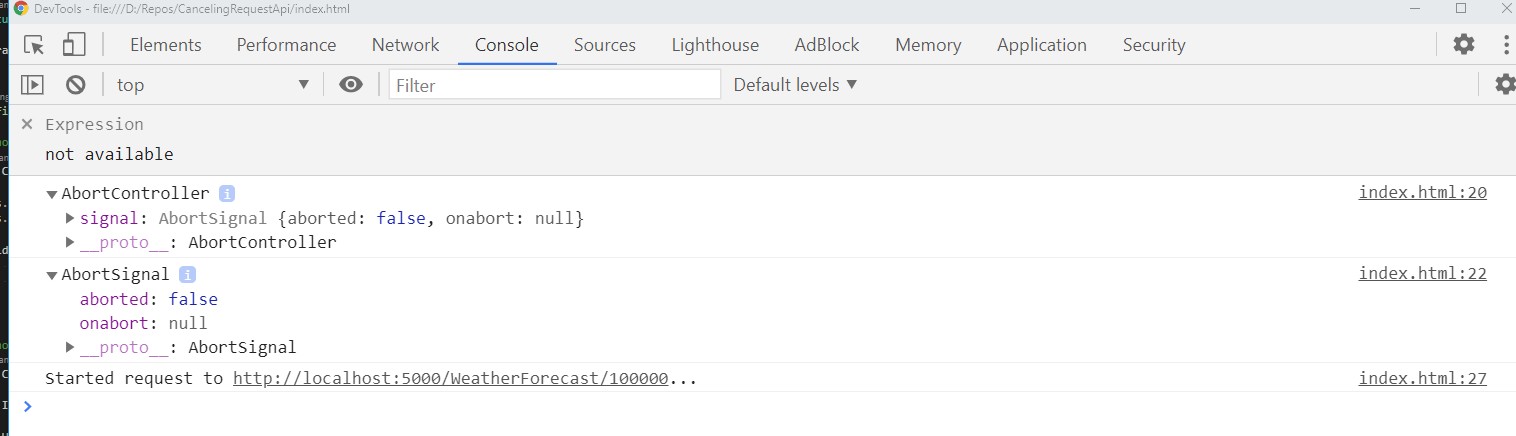 DevTools - file:///D:/Repos/CancelingRequestApi/index.html
Elements Performance Network Console Sources Lighthouse AdBlock Memory Application Security
top Filter Default levels
Expression
not available
AbortController index.html:20
signal: AbortSignal {aborted: false, onabort: null}
__proto__: AbortController
AbortSignal index.html:22
aborted: false
onabort: null
__proto__: AbortSignal
Started request to http://localhost:5000/WeatherForecast/100000... index.html:27